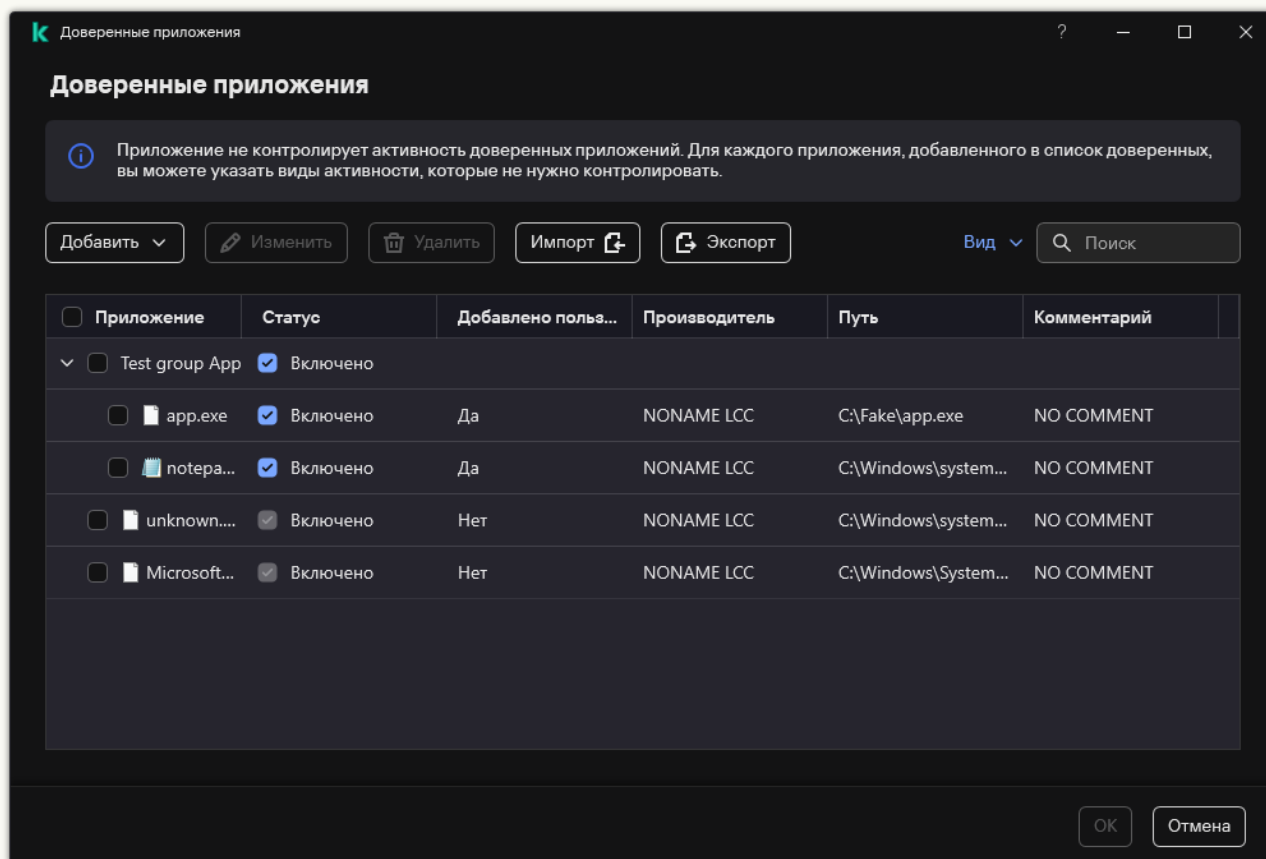 Доверенные приложения
?
Доверенные приложения
Приложение не контролирует активность доверенных приложений. Для каждого приложения, добавленного в список доверенных,
вы можете указать виды активности, которые не нужно контролировать.
Добавить Изменить Удалить Импорт Экспорт Вид Поиск
Приложение Статус Добавлено польз... Производитель Путь Комментарий
Test group App Включено
app.exe Включено Да NONAME LCC C:\Fake\app.exe NO COMMENT
notepa... Включено Да NONAME LCC C:\Windows\system... NO COMMENT
unknown.... Включено Нет NONAME LCC C:\Windows\system... NO COMMENT
Microsoft... Включено Нет NONAME LCC C:\Windows\System... NO COMMENT
ОК Отмена